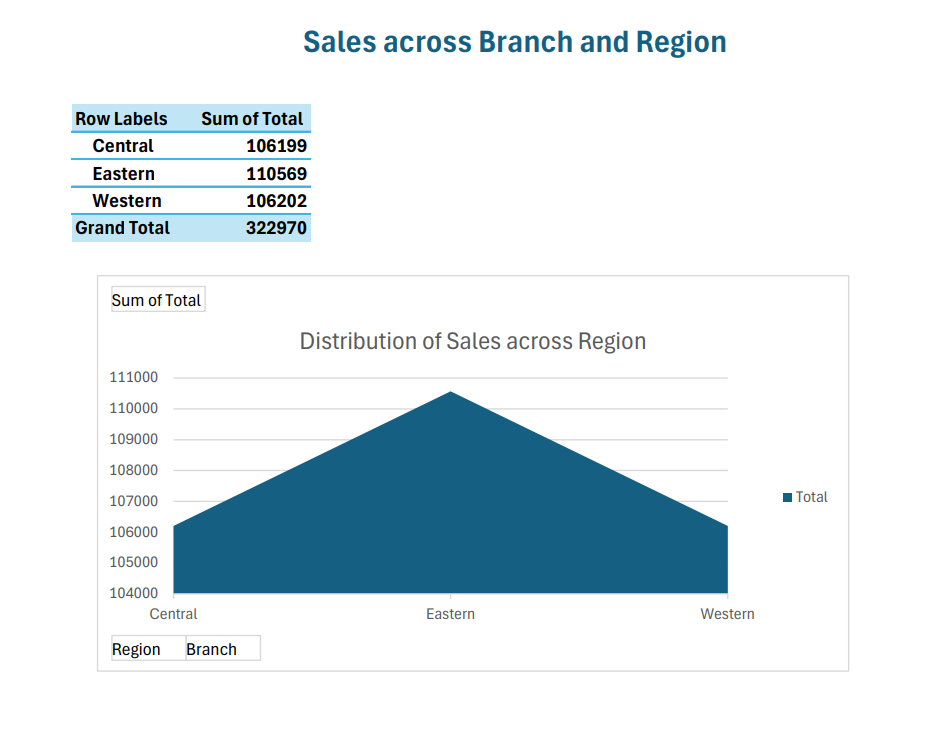 Sales across Branch and Region
Row Labels Sum of Total
Central 106199
Eastern 110569
Western 106202
Grand Total 322970
Sum of Total
Distribution of Sales across Region
111000
110000
109000
108000
107000
106000
105000
104000
Total
Central Eastern Western
Region Branch